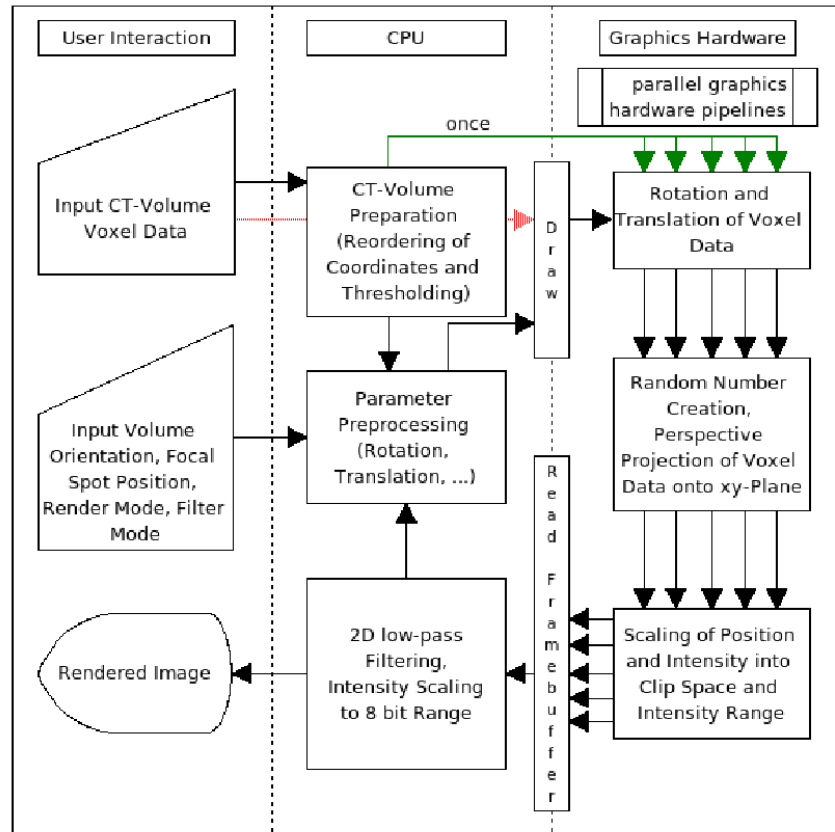 User Interaction
CPU
Graphics Hardware
parallel graphics
hardware pipelines
once
Input CT-Volume
Voxel Data
CT-Volume
Preparation
(Reordering of
Coordinates and
Thresholding)
Draw
Rotation and
Translation of Voxel
Data
Input Volume
Orientation, Focal
Spot Position,
Render Mode, Filter
Mode
Parameter
Preprocessing
(Rotation,
Translation, ...)
Random Number
Creation,
Perspective
Projection of Voxel
Data onto xy-Plane
Read Framebuffer
Rendered Image
2D low-pass
Filtering,
Intensity Scaling
to 8 bit Range
Scaling of Position
and Intensity into
Clip Space and
Intensity Range